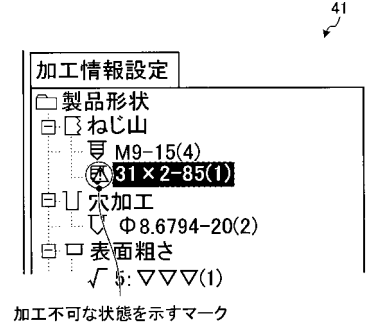 41
加工情報設定
製品形状
ねじ山
M9-15(4)
31×2-85(1)
穴加工
Φ8.6794-20(2)
表面粗さ
√ 5:▽▽▽(1)
加工不可な状態を示すマーク